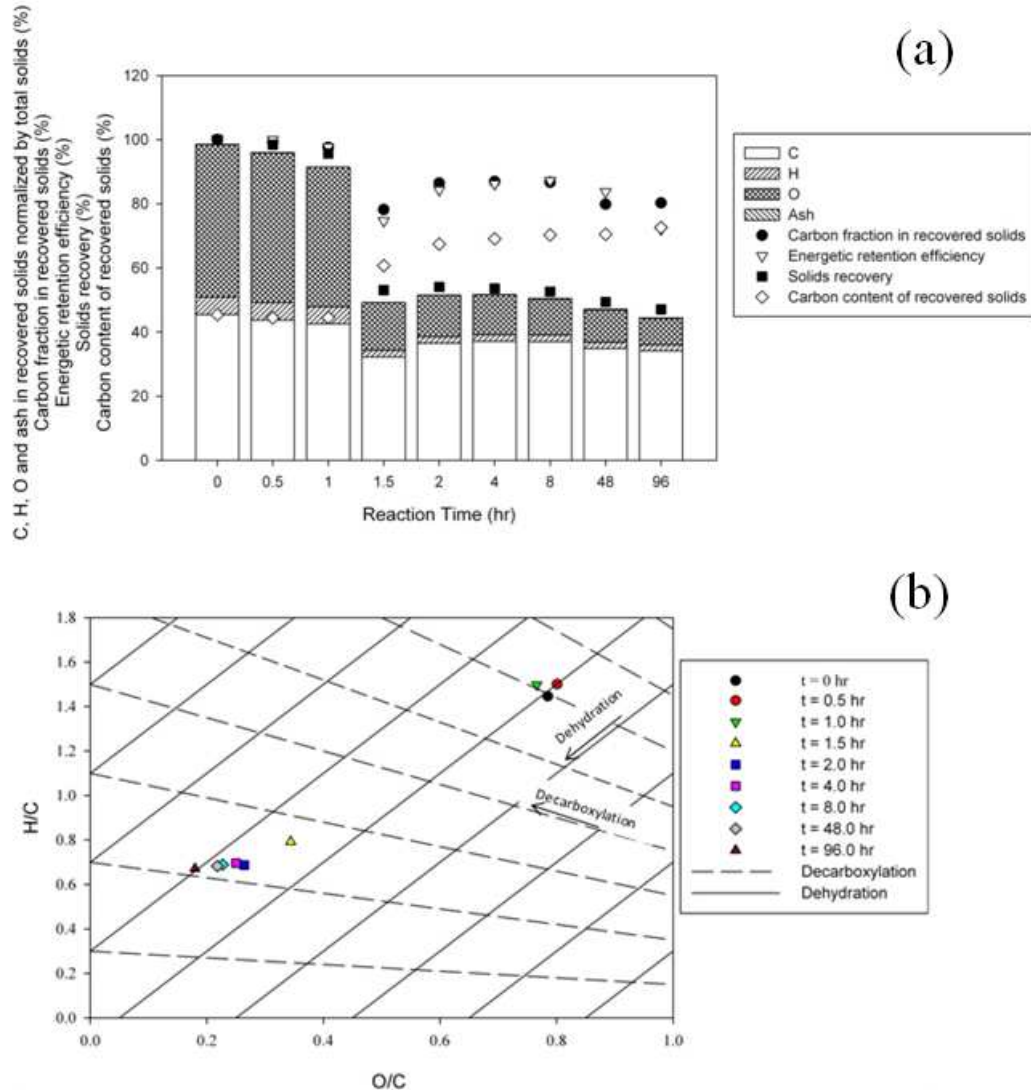 (a)
C, H, O and ash in recovered solids normalized by total solids (%)
Carbon fraction in recovered solids (%)
Energetic retention efficiency (%)
Solids recovery (%)
Carbon content of recovered solids (%)
120
100
80
60
40
20
0
0 0.5 1 1.5 2 4 8 48 96
Reaction Time (hr)
C
H
O
Ash
Carbon fraction in recovered solids
Energetic retention efficiency
Solids recovery
Carbon content of recovered solids
(b)
H/C
1.8
1.6
1.4
1.2
1.0
0.8
0.6
0.4
0.2
0.0
Dehydration
Decarboxylation
0.0 0.2 0.4 0.6 0.8 1.0
O/C
t = 0 hr
t = 0.5 hr
t = 1.0 hr
t = 1.5 hr
t = 2.0 hr
t = 4.0 hr
t = 8.0 hr
t = 48.0 hr
t = 96.0 hr
Decarboxylation
Dehydration